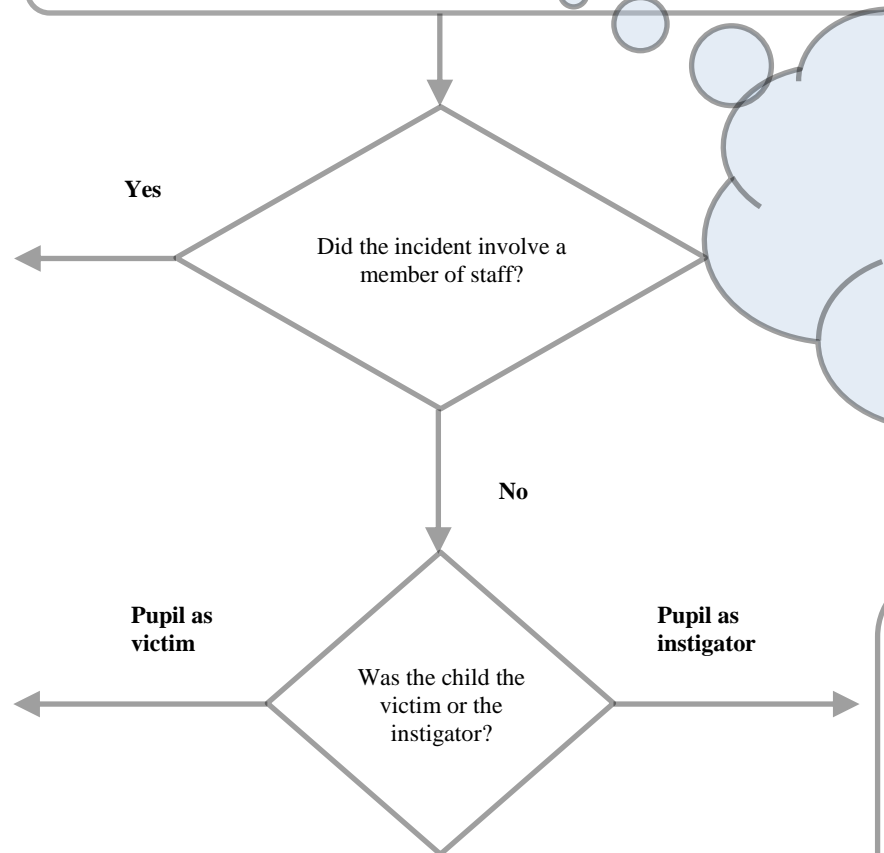 Yes
Did the incident involve a
member of staff?
No
Pupil as
victim
Pupil as
instigator
Was the child the
victim or the
instigator?